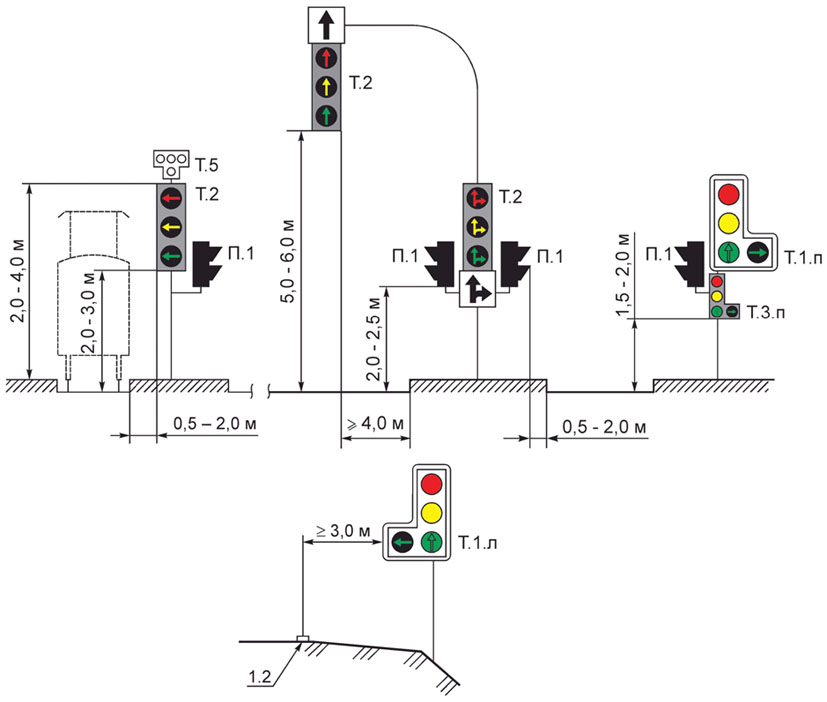 Т.2
Т.5
Т.2
Т.2
П.1
П.1
П.1
П.1
Т.1.п
Т.3.п
2,0 - 4,0 м
2,0 - 3,0 м
5,0 - 6,0 м
2,0 - 2,5 м
1,5 - 2,0 м
0,5 – 2,0 м
⩾ 4,0 м
0,5 - 2,0 м
≥ 3,0 м
Т.1.л
1.2